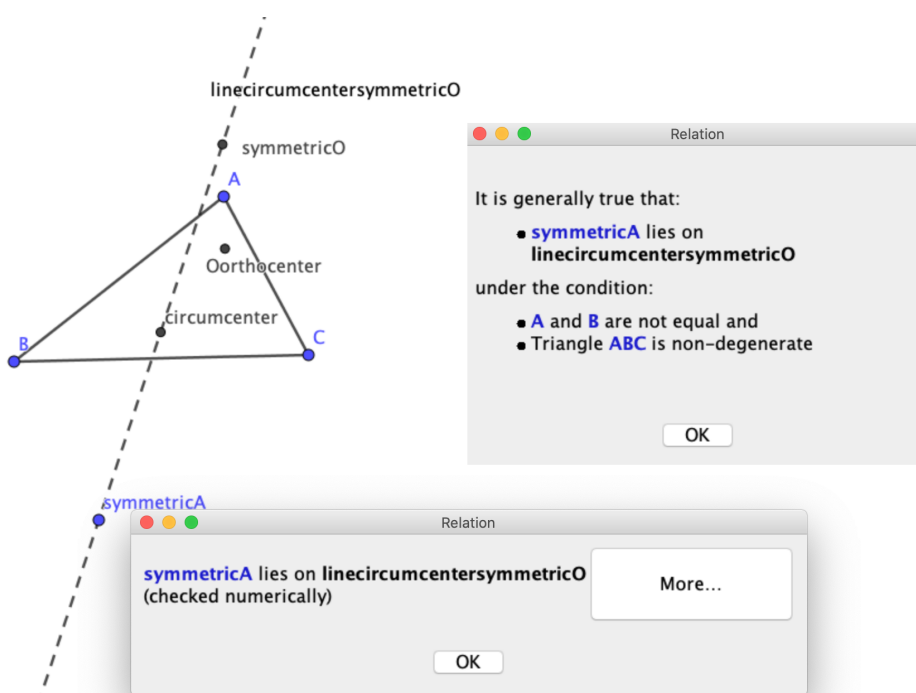 linecircumcentersymmetricO
symmetricO
A
Oorthocenter
circumcenter
B
C
symmetricA
Relation
It is generally true that:
symmetricA lies on
linecircumcentersymmetricO
under the condition:
A and B are not equal and
Triangle ABC is non-degenerate
OK
Relation
symmetricA lies on linecircumcentersymmetricO
(checked numerically)
More...
OK